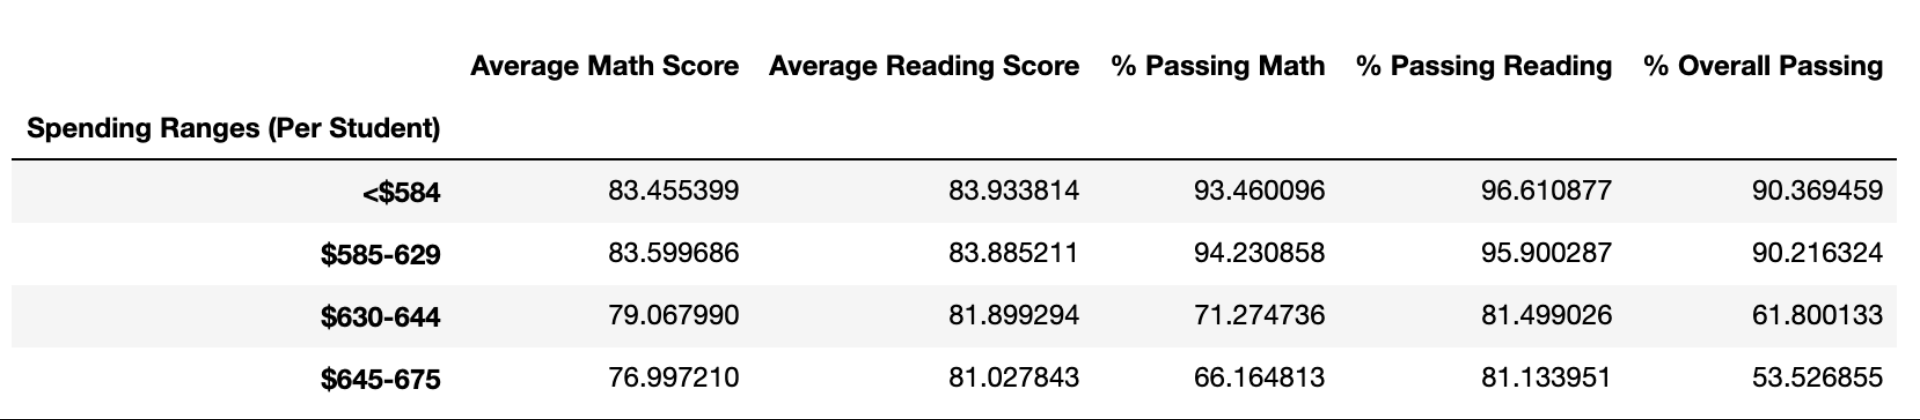 Average Math Score Average Reading Score % Passing Math % Passing Reading % Overall Passing
Spending Ranges (Per Student)
<$584 83.455399 83.933814 93.460096 96.610877 90.369459
$585-629 83.599686 83.885211 94.230858 95.900287 90.216324
$630-644 79.067990 81.899294 71.274736 81.499026 61.800133
$645-675 76.997210 81.027843 66.164813 81.133951 53.526855